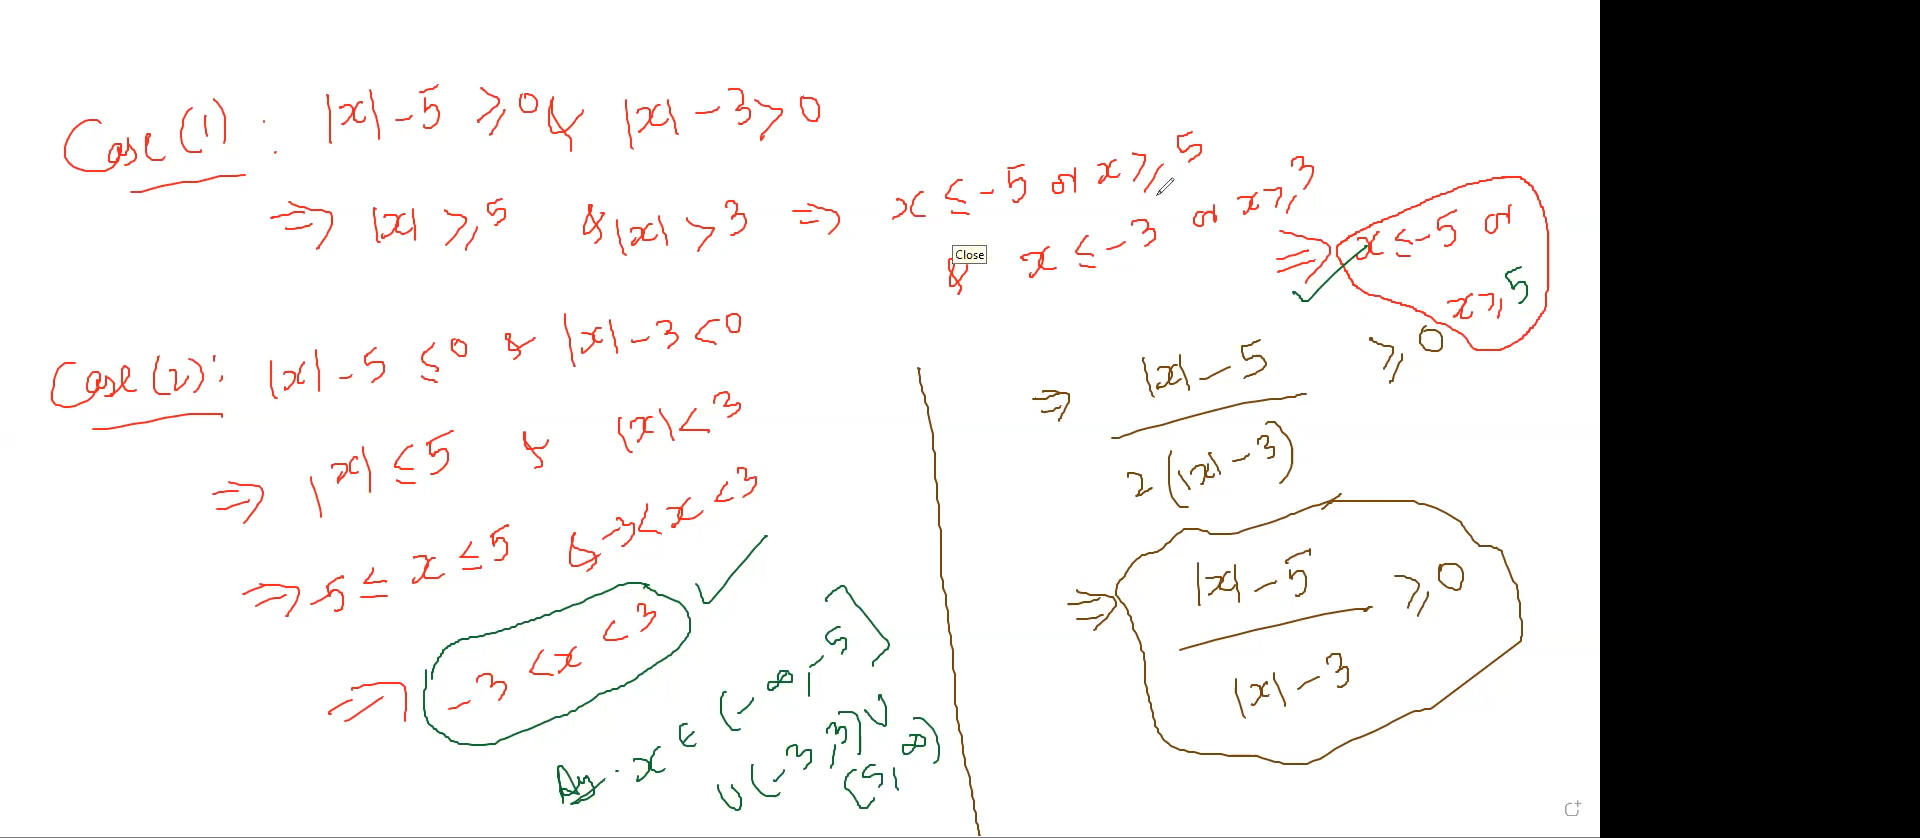 Case (1) : |x| - 5 ≥ 0 & |x| - 3 > 0
⇒ |x| ≥ 5 & |x| > 3 ⇒ x ≤ -5 or x ≥ 5
& x ≤ -3 or x ≥ 3
Close
⇒ x ≤ -5 or
x ≥ 5
Case (2) : |x| - 5 ≤ 0 & |x| - 3 < 0
⇒ |x| ≤ 5 & |x| < 3
⇒ -5 ≤ x ≤ 5 & -3 < x < 3
⇒ -3 < x < 3
Ans. x ∈ (-∞, -5]
∪ (-3, 3) ∪
[5, ∞)
⇒ |x| - 5 ≥ 0
2(|x| - 3)
⇒ |x| - 5 ≥ 0
|x| - 3